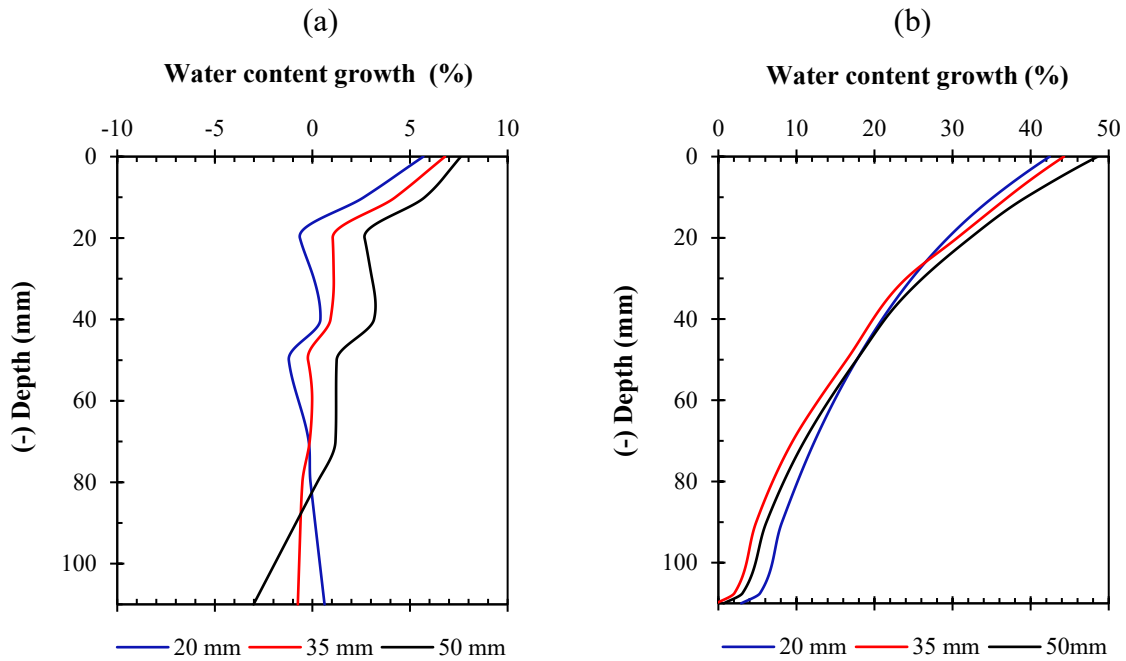 (a)
Water content growth (%)
-10 -5 0 5 10
0
20
40
60
80
100
(-) Depth (mm)
20 mm 35 mm 50 mm
(b)
Water content growth (%)
0 10 20 30 40 50
0
20
40
60
80
100
(-) Depth (mm)
20 mm 35 mm 50mm